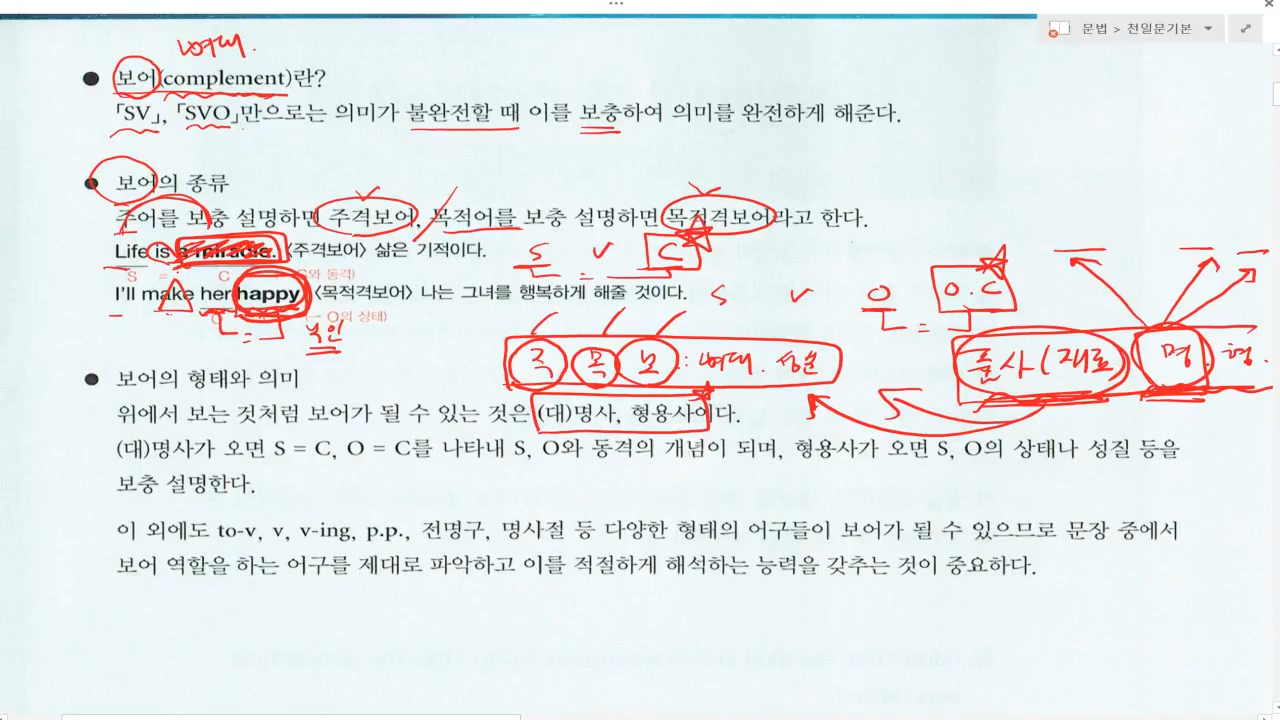 문법 > 천일문기본
뼈대.
● 보어(complement)란?
「SV」, 「SVO」만으로는 의미가 불완전할 때 이를 보충하여 의미를 완전하게 해준다.
● 보어의 종류
주어를 보충 설명하면 주격보어, 목적어를 보충 설명하면 목적격보어라고 한다.
Life is a miracle. 〈주격보어〉 삶은 기적이다.
S = C
와 동격)
S V C
I'll make her happy 〈목적격보어〉 나는 그녀를 행복하게 해줄 것이다.
S V O O C
→ O의 상태)
=
주 목 보 : 뼈대. 성분
품사(재료) 명. 형.
● 보어의 형태와 의미
위에서 보는 것처럼 보어가 될 수 있는 것은 (대)명사, 형용사이다.
(대)명사가 오면 S = C, O = C를 나타내 S, O와 동격의 개념이 되며, 형용사가 오면 S, O의 상태나 성질 등을
보충 설명한다.
이 외에도 to-v, v, v-ing, p.p., 전명구, 명사절 등 다양한 형태의 어구들이 보어가 될 수 있으므로 문장 중에서
보어 역할을 하는 어구를 제대로 파악하고 이를 적절하게 해석하는 능력을 갖추는 것이 중요하다.